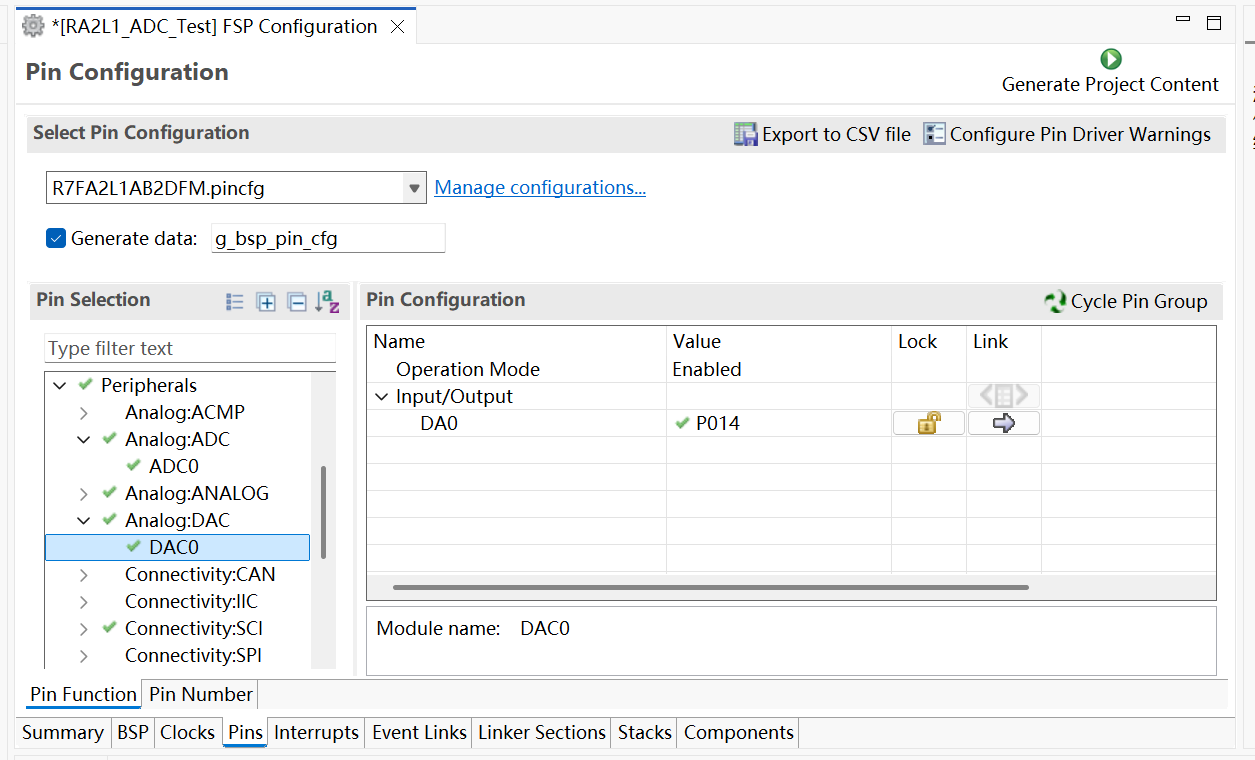 *[RA2L1_ADC_Test] FSP Configuration
Pin Configuration
Generate Project Content
Select Pin Configuration
Export to CSV file
Configure Pin Driver Warnings
R7FA2L1AB2DFM.pincfg
Manage configurations...
Generate data:
g_bsp_pin_cfg
Pin Selection
Type filter text
Peripherals
Analog:ACMP
Analog:ADC
ADC0
Analog:ANALOG
Analog:DAC
DAC0
Connectivity:CAN
Connectivity:IIC
Connectivity:SCI
Connectivity:SPI
Pin Configuration
Cycle Pin Group
Name Value Lock Link
Operation Mode Enabled
Input/Output
DA0 P014
Module name: DAC0
Pin Function Pin Number
Summary BSP Clocks Pins Interrupts Event Links Linker Sections Stacks Components